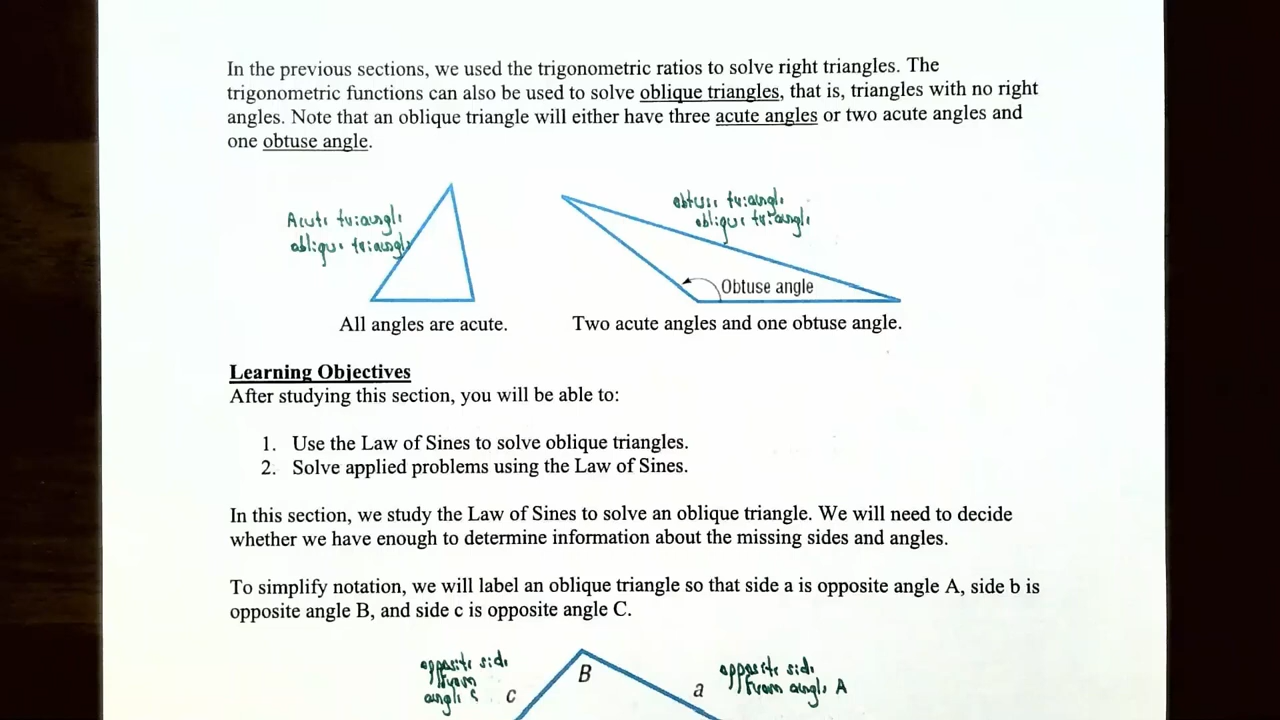 In the previous sections, we used the trigonometric ratios to solve right triangles. The
trigonometric functions can also be used to solve oblique triangles, that is, triangles with no right
angles. Note that an oblique triangle will either have three acute angles or two acute angles and
one obtuse angle.
Acute triangle
oblique triangle
obtuse triangle
oblique triangle
Obtuse angle
All angles are acute.
Two acute angles and one obtuse angle.
Learning Objectives
After studying this section, you will be able to:
1. Use the Law of Sines to solve oblique triangles.
2. Solve applied problems using the Law of Sines.
In this section, we study the Law of Sines to solve an oblique triangle. We will need to decide
whether we have enough to determine information about the missing sides and angles.
To simplify notation, we will label an oblique triangle so that side a is opposite angle A, side b is
opposite angle B, and side c is opposite angle C.
opposite side
from
angle C
c
B
a
opposite side
from angle A